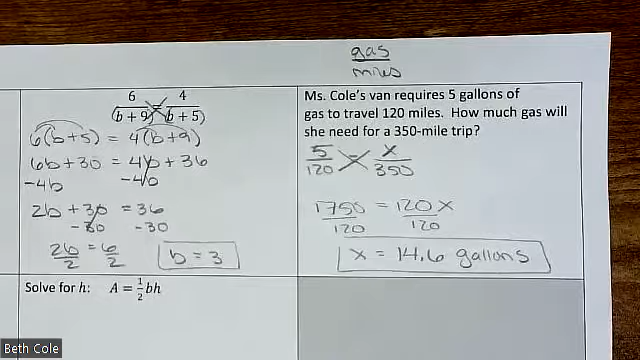 gas
miles
6/(b + 9) = 4/(b + 5)
6(b+5) = 4(b+9)
6b+30 = 4b+36
-4b -4b
2b+30 = 36
-30 -30
2b/2 = 6/2
b = 3
Ms. Cole's van requires 5 gallons of
gas to travel 120 miles. How much gas will
she need for a 350-mile trip?
5/120 = x/350
1750/120 = 120x/120
x = 14.6 gallons
Solve for h: A = 1/2 bh
Beth Cole